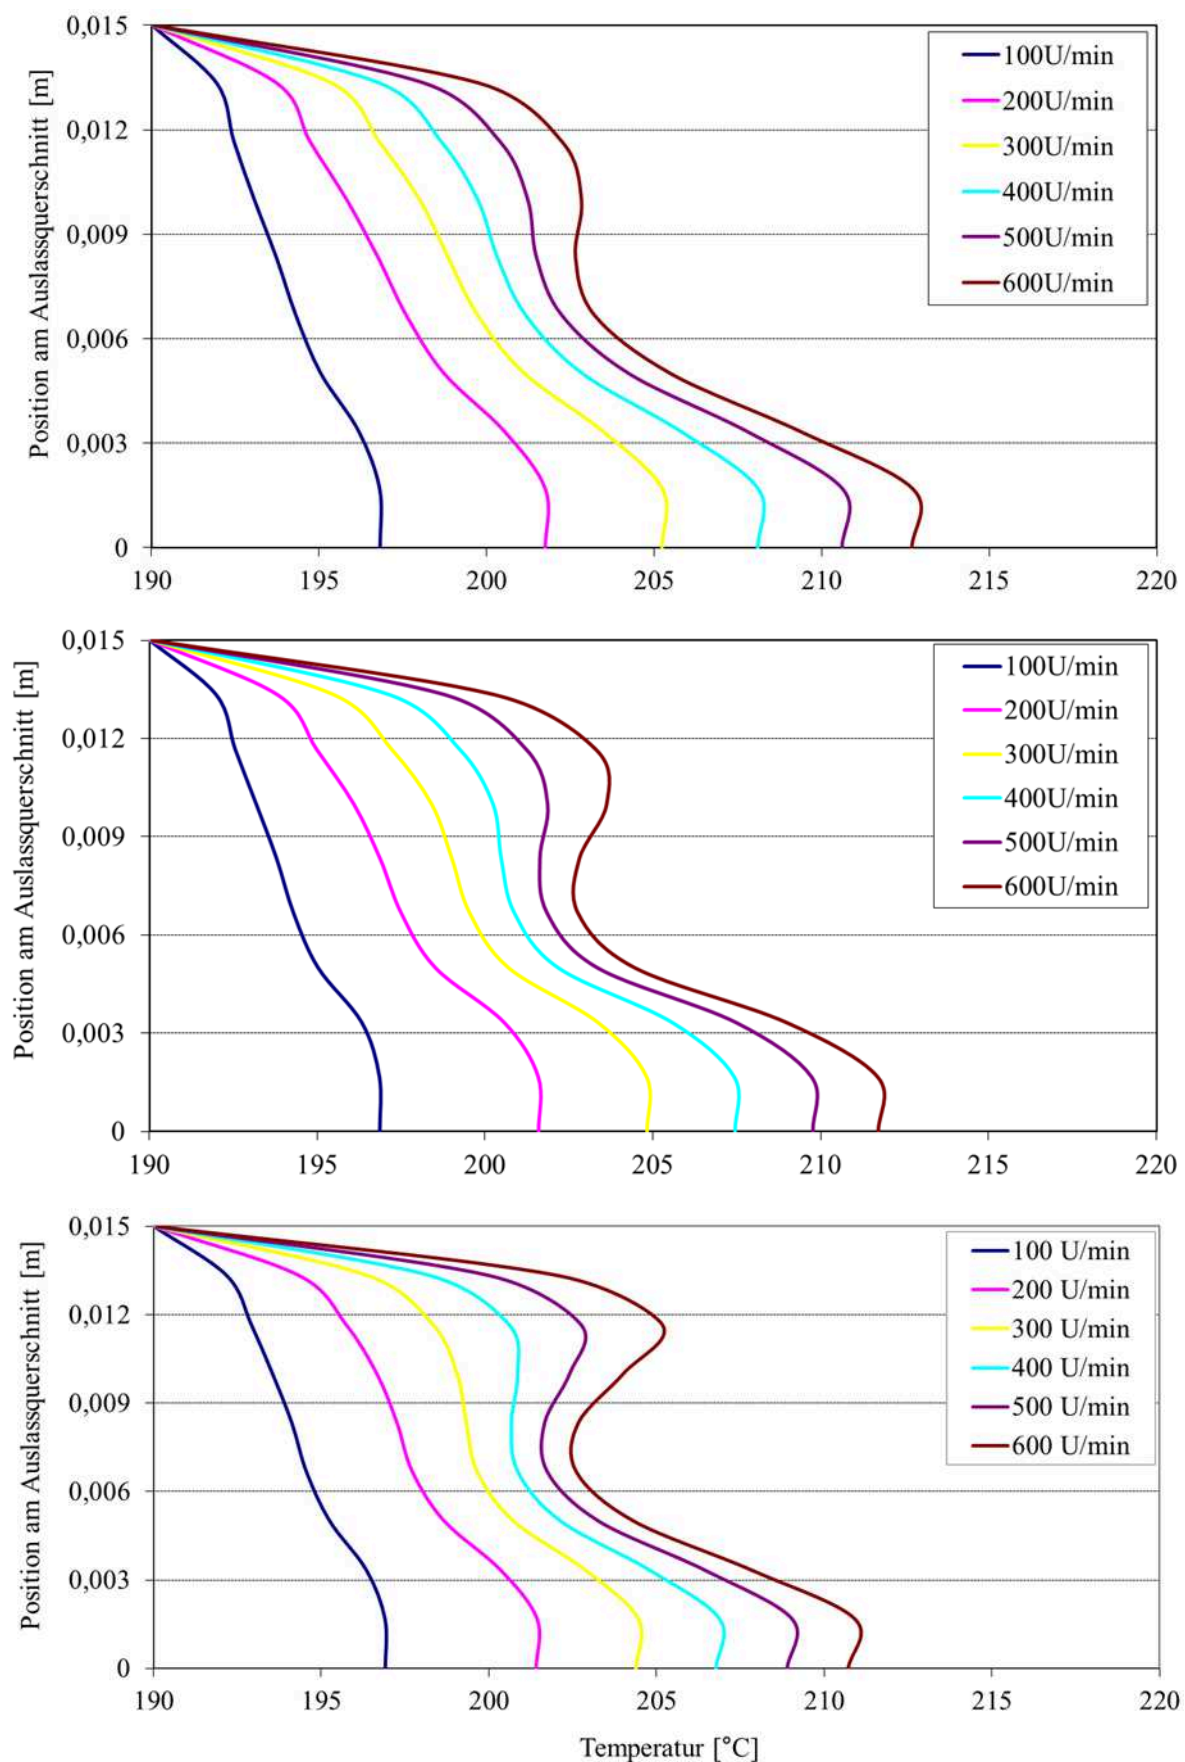 Position am Auslassquerschnitt [m]
0,015
0,012
0,009
0,006
0,003
0
190 195 200 205 210 215 220
100U/min
200U/min
300U/min
400U/min
500U/min
600U/min
Position am Auslassquerschnitt [m]
0,015
0,012
0,009
0,006
0,003
0
190 195 200 205 210 215 220
100U/min
200U/min
300U/min
400U/min
500U/min
600U/min
Position am Auslassquerschnitt [m]
0,015
0,012
0,009
0,006
0,003
0
190 195 200 205 210 215 220
100 U/min
200 U/min
300 U/min
400 U/min
500 U/min
600 U/min
Temperatur [°C]